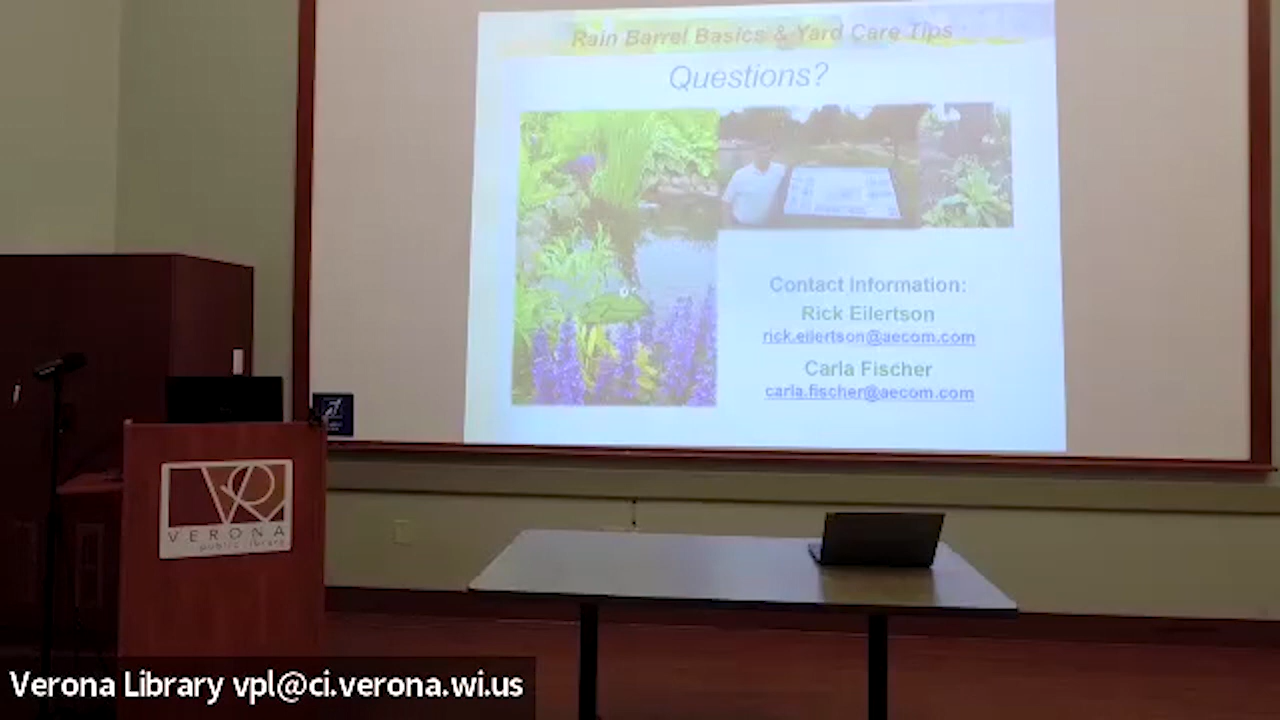 Rain Barrel Basics & Yard Care Tips
Questions?
Contact Information:
Rick Eilertson
rick.eilertson@aecom.com
Carla Fischer
carla.fischer@aecom.com
VERONA
public library
Verona Library vpl@ci.verona.wi.us